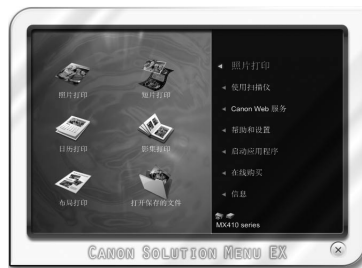 照片打印
短片打印
日历打印
影集打印
布局打印
打开保存的文件
照片打印
使用扫描仪
Canon Web 服务
帮助和设置
启动应用程序
在线购买
信息
MX410 series
CANON SOLUTION MENU EX